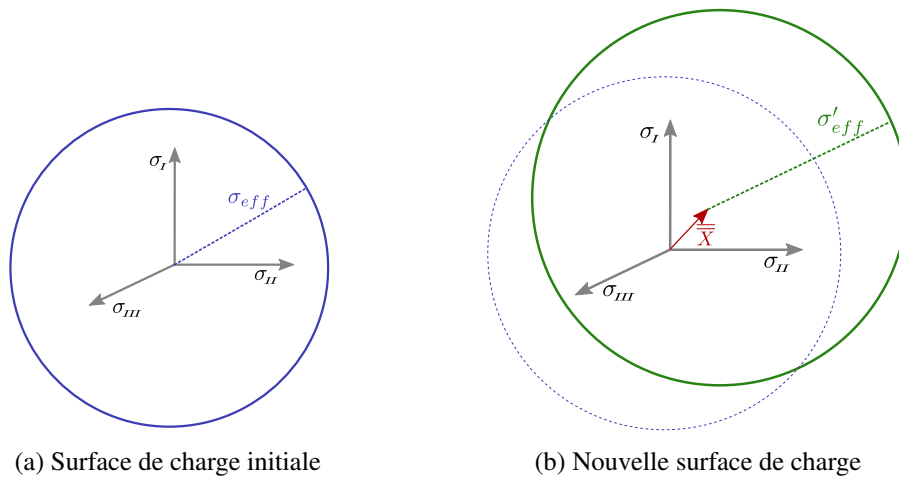 σ_I
σ_eff
σ_II
σ_III
(a) Surface de charge initiale
σ'_eff
σ_I
X
σ_II
σ_III
(b) Nouvelle surface de charge